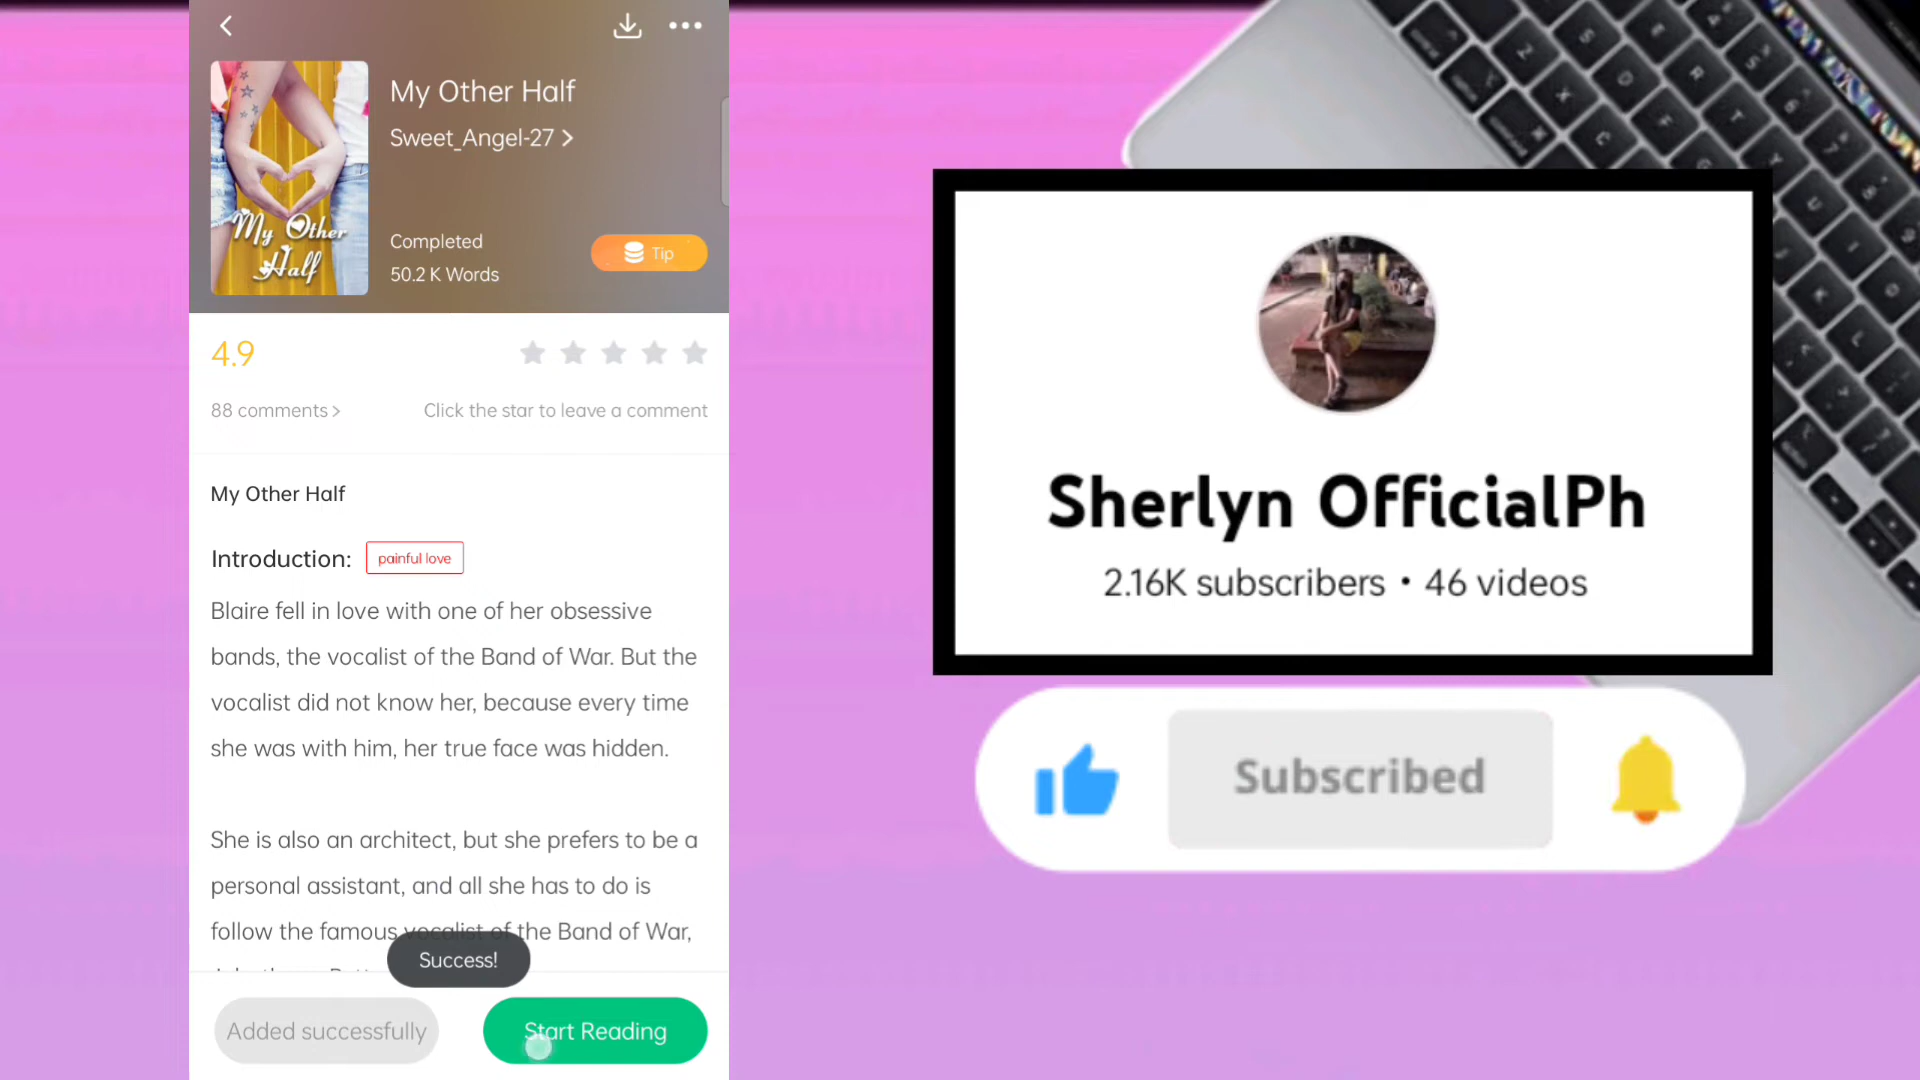 My Other Half
Sweet_Angel-27 >
My Other
Half
Completed
50.2 K Words
Tip
4.9
88 comments >
Click the star to leave a comment
My Other Half
Introduction: painful love
Blaire fell in love with one of her obsessive
bands, the vocalist of the Band of War. But the
vocalist did not know her, because every time
she was with him, her true face was hidden.
She is also an architect, but she prefers to be a
personal assistant, and all she has to do is
follow the famous vocalist of the Band of War,
Success!
Added successfully
Start Reading
Sherlyn OfficialPh
2.16K subscribers • 46 videos
Subscribed